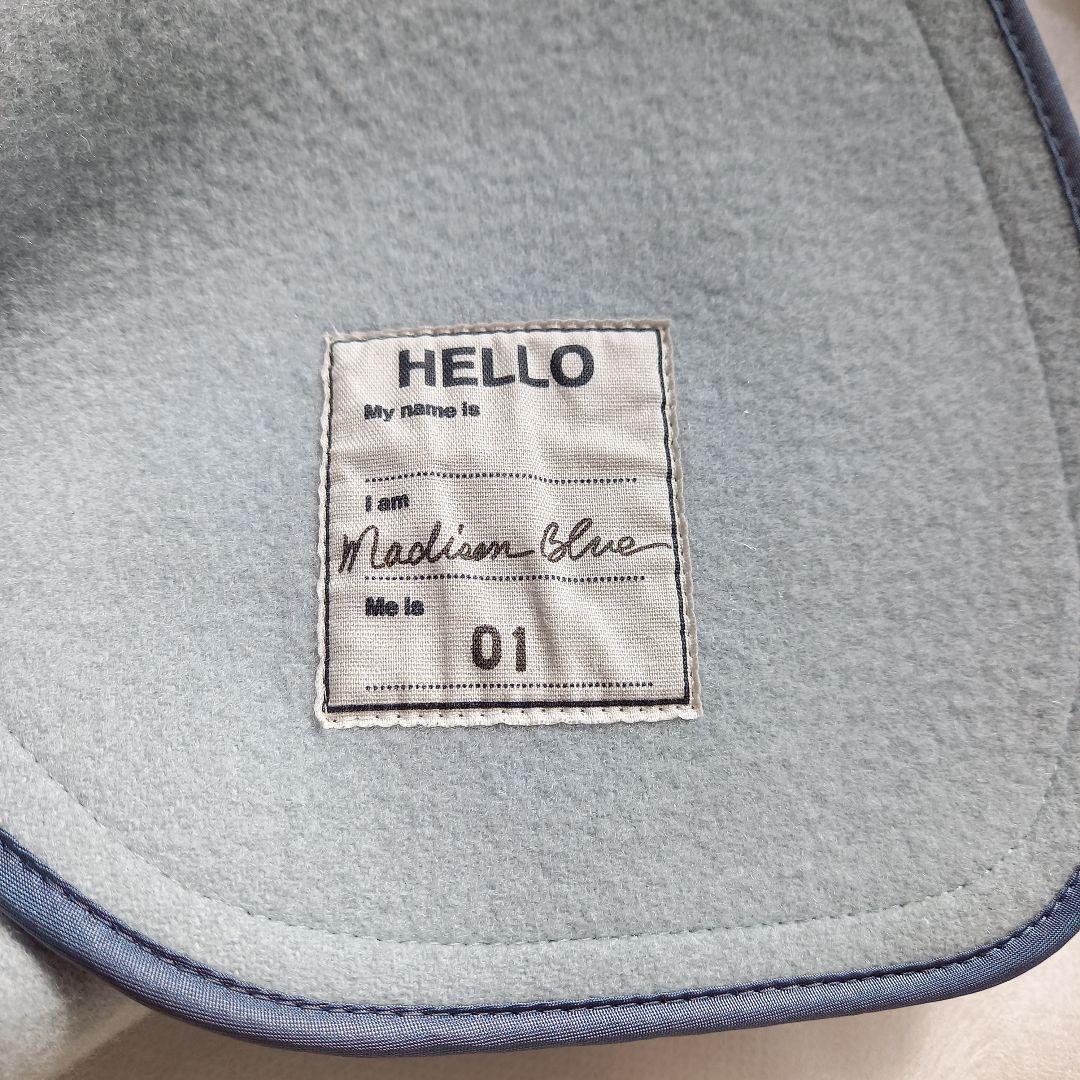 HELLO
My name is
I am
Madison Blue
Me is
01